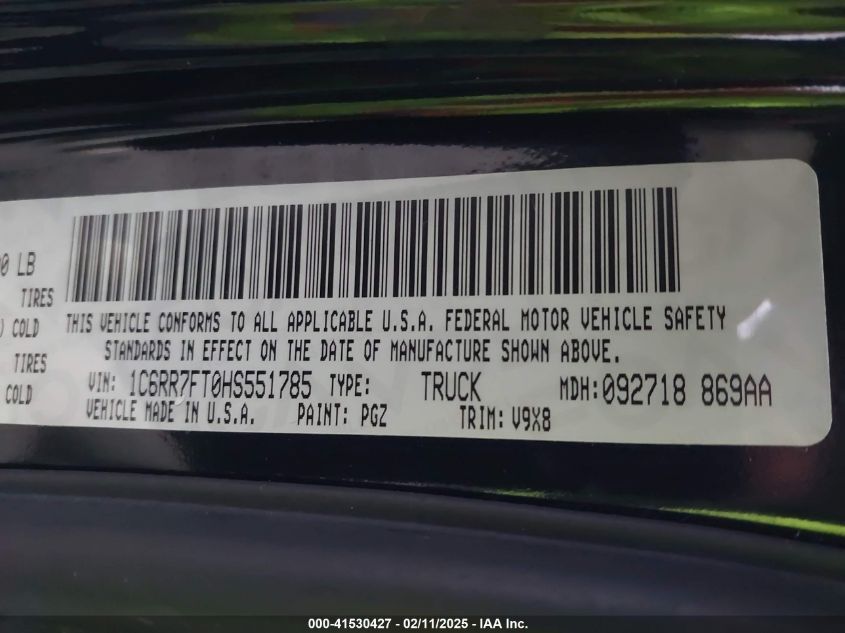 0 LB
TIRES
) COLD
TIRES
COLD
THIS VEHICLE CONFORMS TO ALL APPLICABLE U.S.A. FEDERAL MOTOR VEHICLE SAFETY
STANDARDS IN EFFECT ON THE DATE OF MANUFACTURE SHOWN ABOVE.
VIN: 1C6RR7FT0HS551785 TYPE: TRUCK MDH:092718 869AA
VEHICLE MADE IN U.S.A. PAINT: PGZ TRIM: V9X8
000-41530427 - 02/11/2025 - IAA Inc.